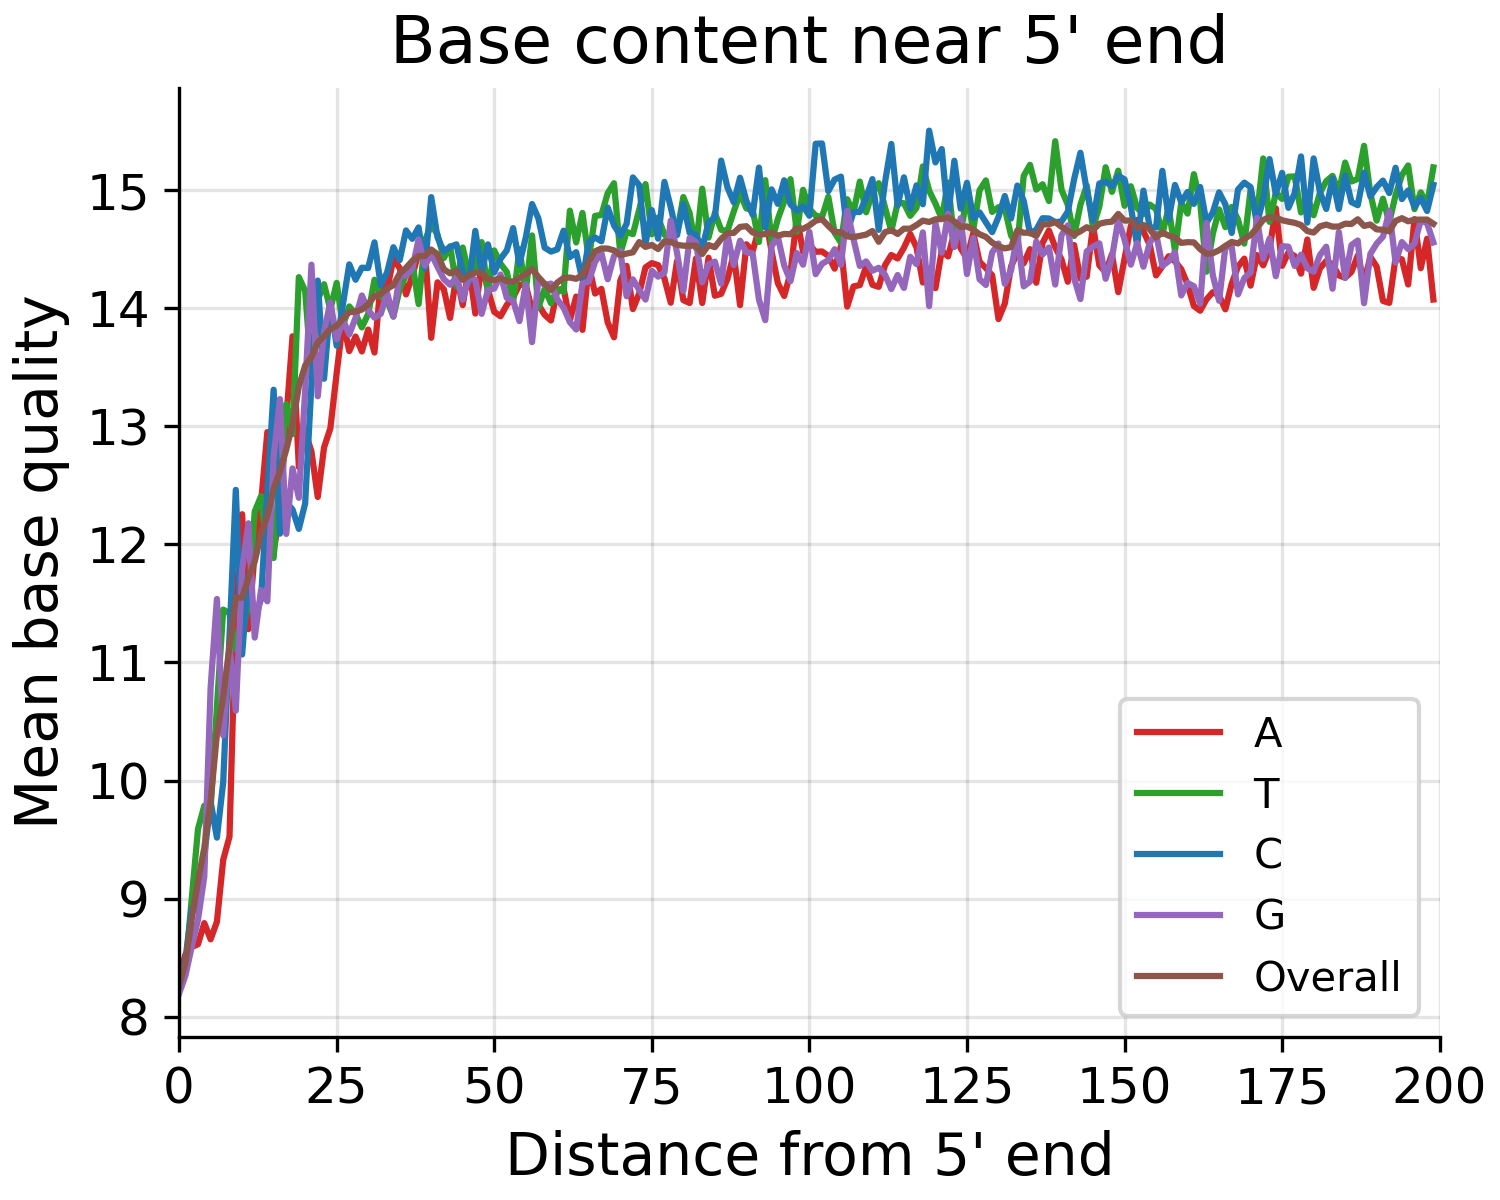 Base content near 5' end
Mean base quality
15
14
13
12
11
10
9
8
0 25 50 75 100 125 150 175 200
Distance from 5' end
A
T
C
G
Overall